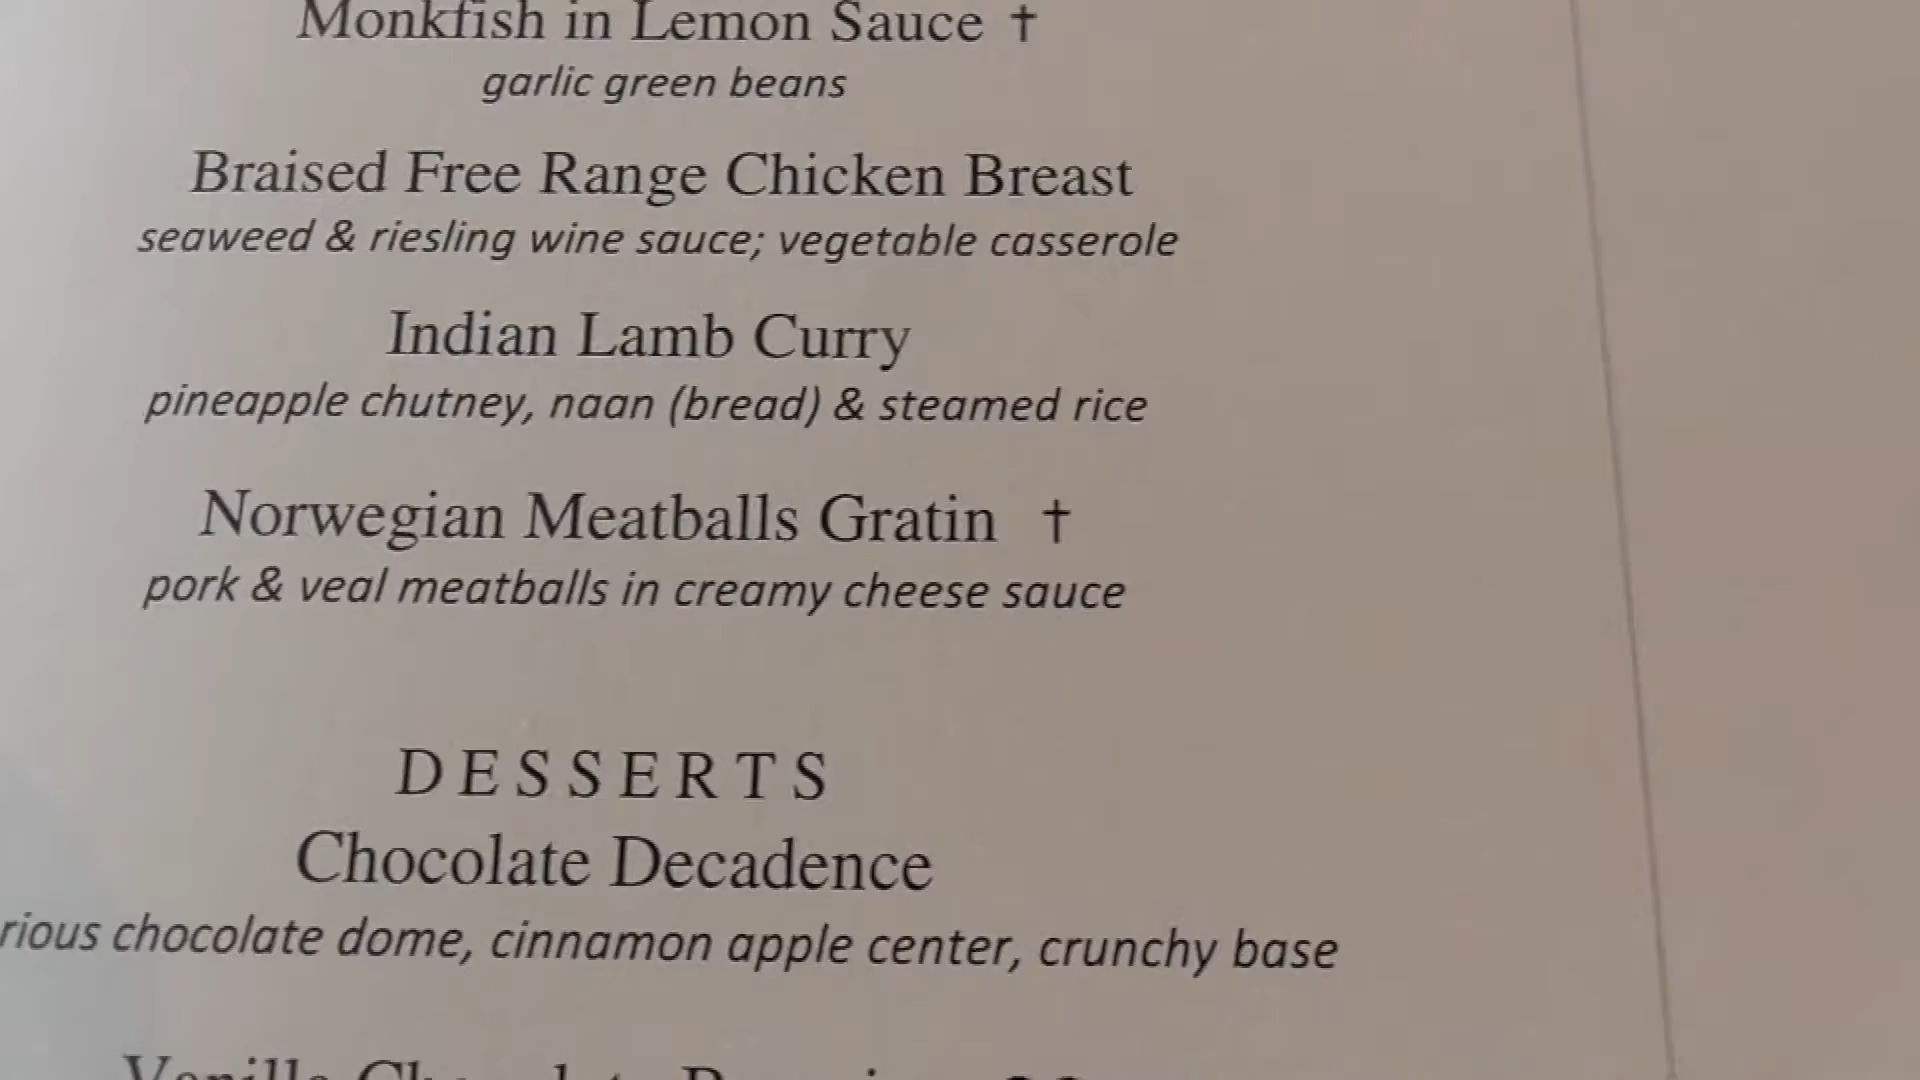 Monkfish in Lemon Sauce †
garlic green beans
Braised Free Range Chicken Breast
seaweed & riesling wine sauce; vegetable casserole
Indian Lamb Curry
pineapple chutney, naan (bread) & steamed rice
Norwegian Meatballs Gratin †
pork & veal meatballs in creamy cheese sauce
DESSERTS
Chocolate Decadence
chocolate dome, cinnamon apple center, crunchy base